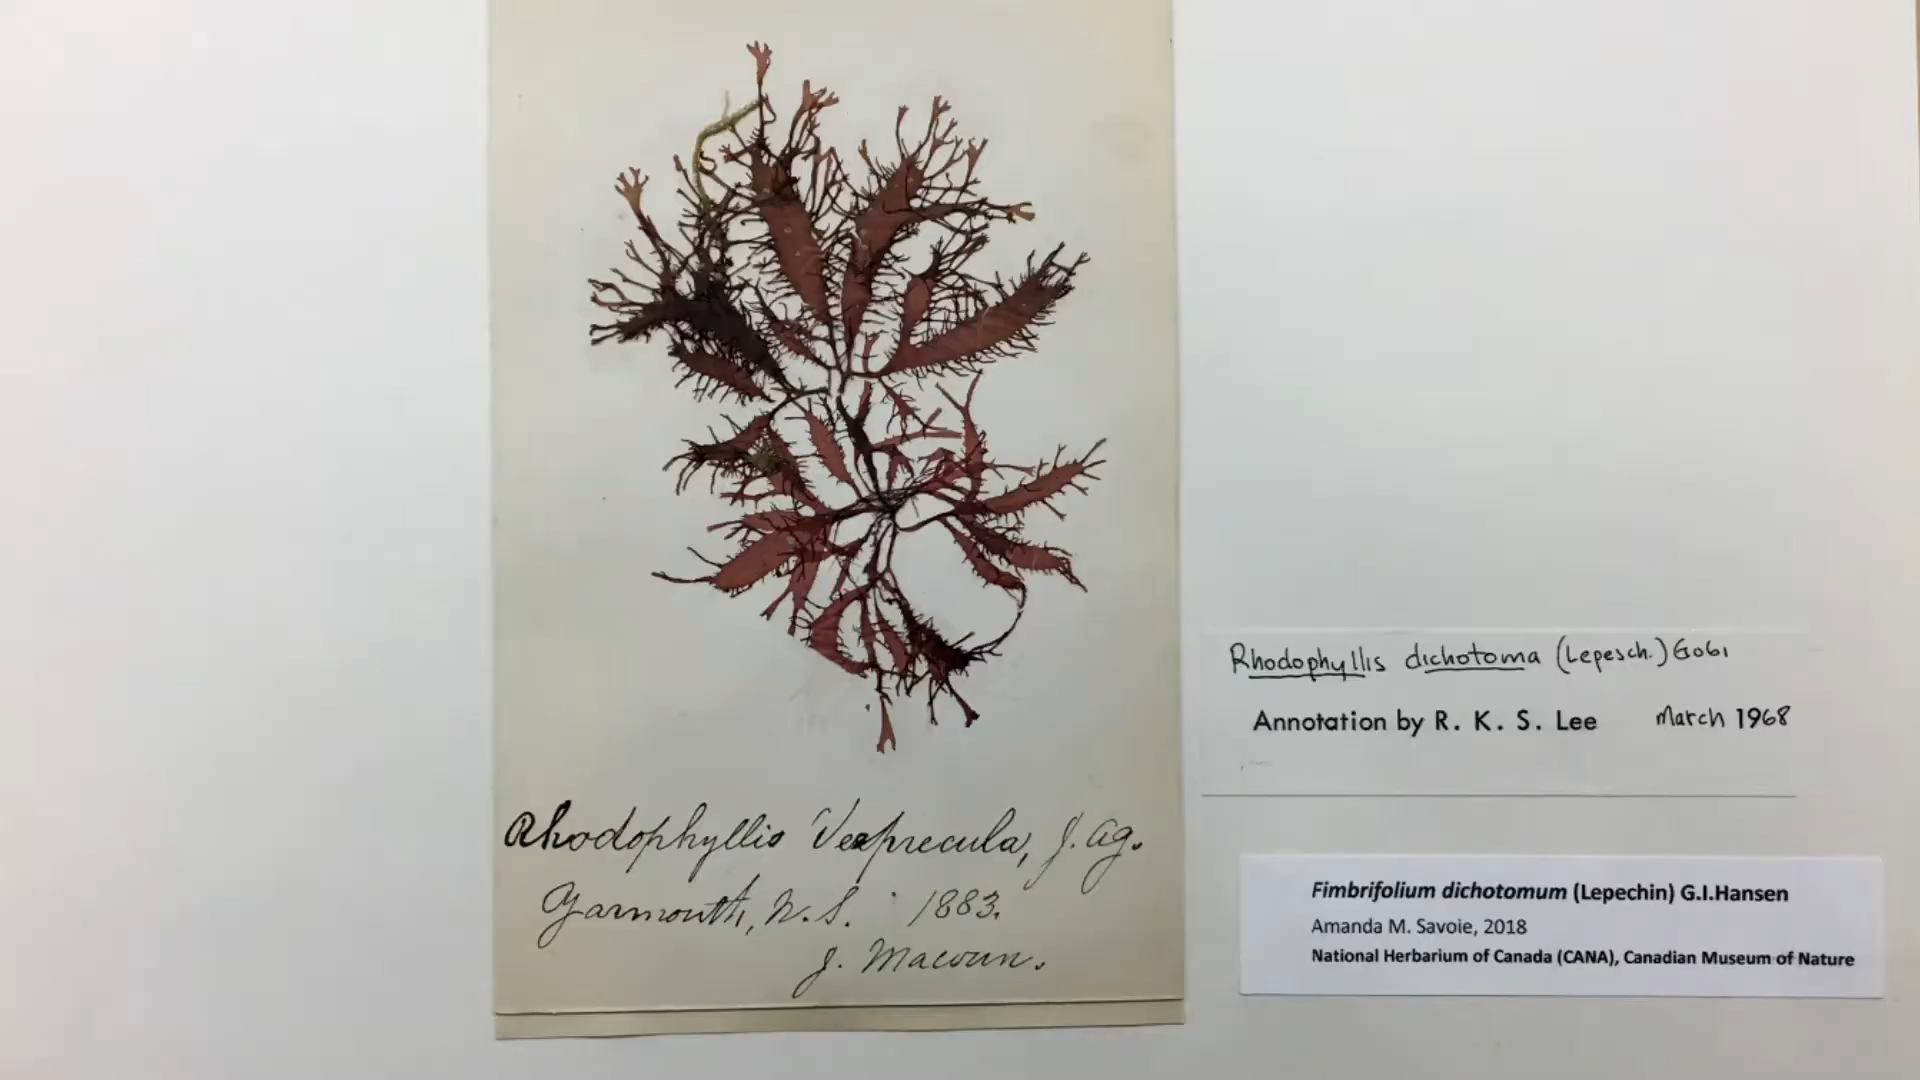 Rhodophyllis Veprecula, J. Ag.
Yarmouth, N.S. 1883.
J. Macoun.
Rhodophyllis dichotoma (Lepesch.) Gobi
Annotation by R. K. S. Lee March 1968
Fimbrifolium dichotomum (Lepechin) G.I.Hansen
Amanda M. Savoie, 2018
National Herbarium of Canada (CANA), Canadian Museum of Nature